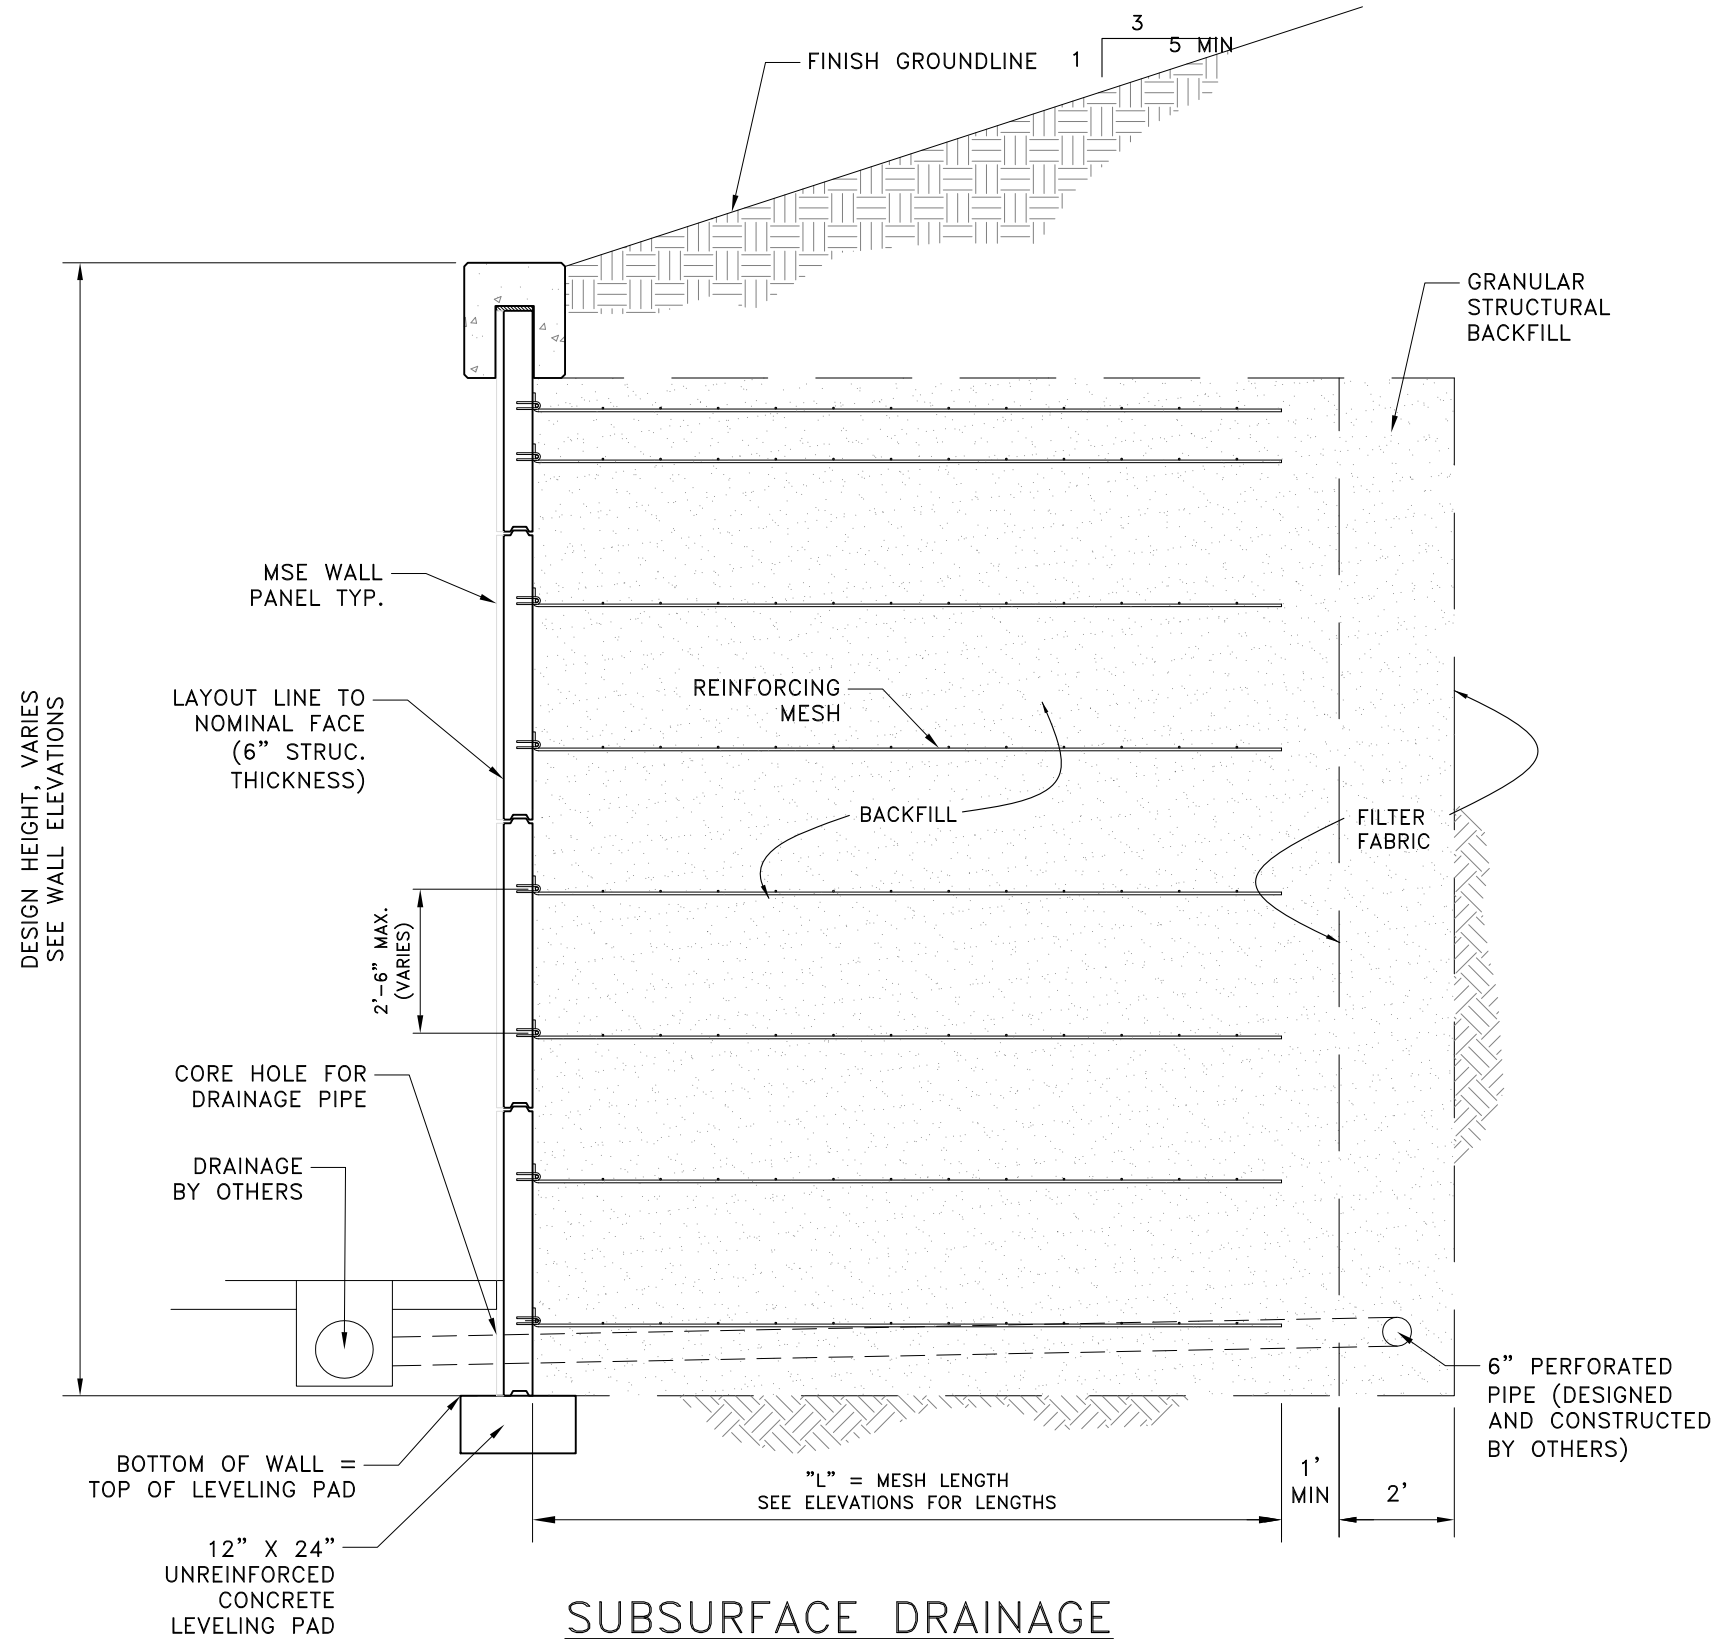 3
5 MIN
1
FINISH GROUNDLINE
GRANULAR
STRUCTURAL
BACKFILL
MSE WALL
PANEL TYP.
LAYOUT LINE TO
NOMINAL FACE
(6" STRUC.
THICKNESS)
REINFORCING
MESH
BACKFILL
FILTER
FABRIC
DESIGN HEIGHT, VARIES
SEE WALL ELEVATIONS
2'-6" MAX.
(VARIES)
CORE HOLE FOR
DRAINAGE PIPE
DRAINAGE
BY OTHERS
6" PERFORATED
PIPE (DESIGNED
AND CONSTRUCTED
BY OTHERS)
BOTTOM OF WALL =
TOP OF LEVELING PAD
"L" = MESH LENGTH
SEE ELEVATIONS FOR LENGTHS
1'
MIN
2'
12" X 24"
UNREINFORCED
CONCRETE
LEVELING PAD
SUBSURFACE DRAINAGE